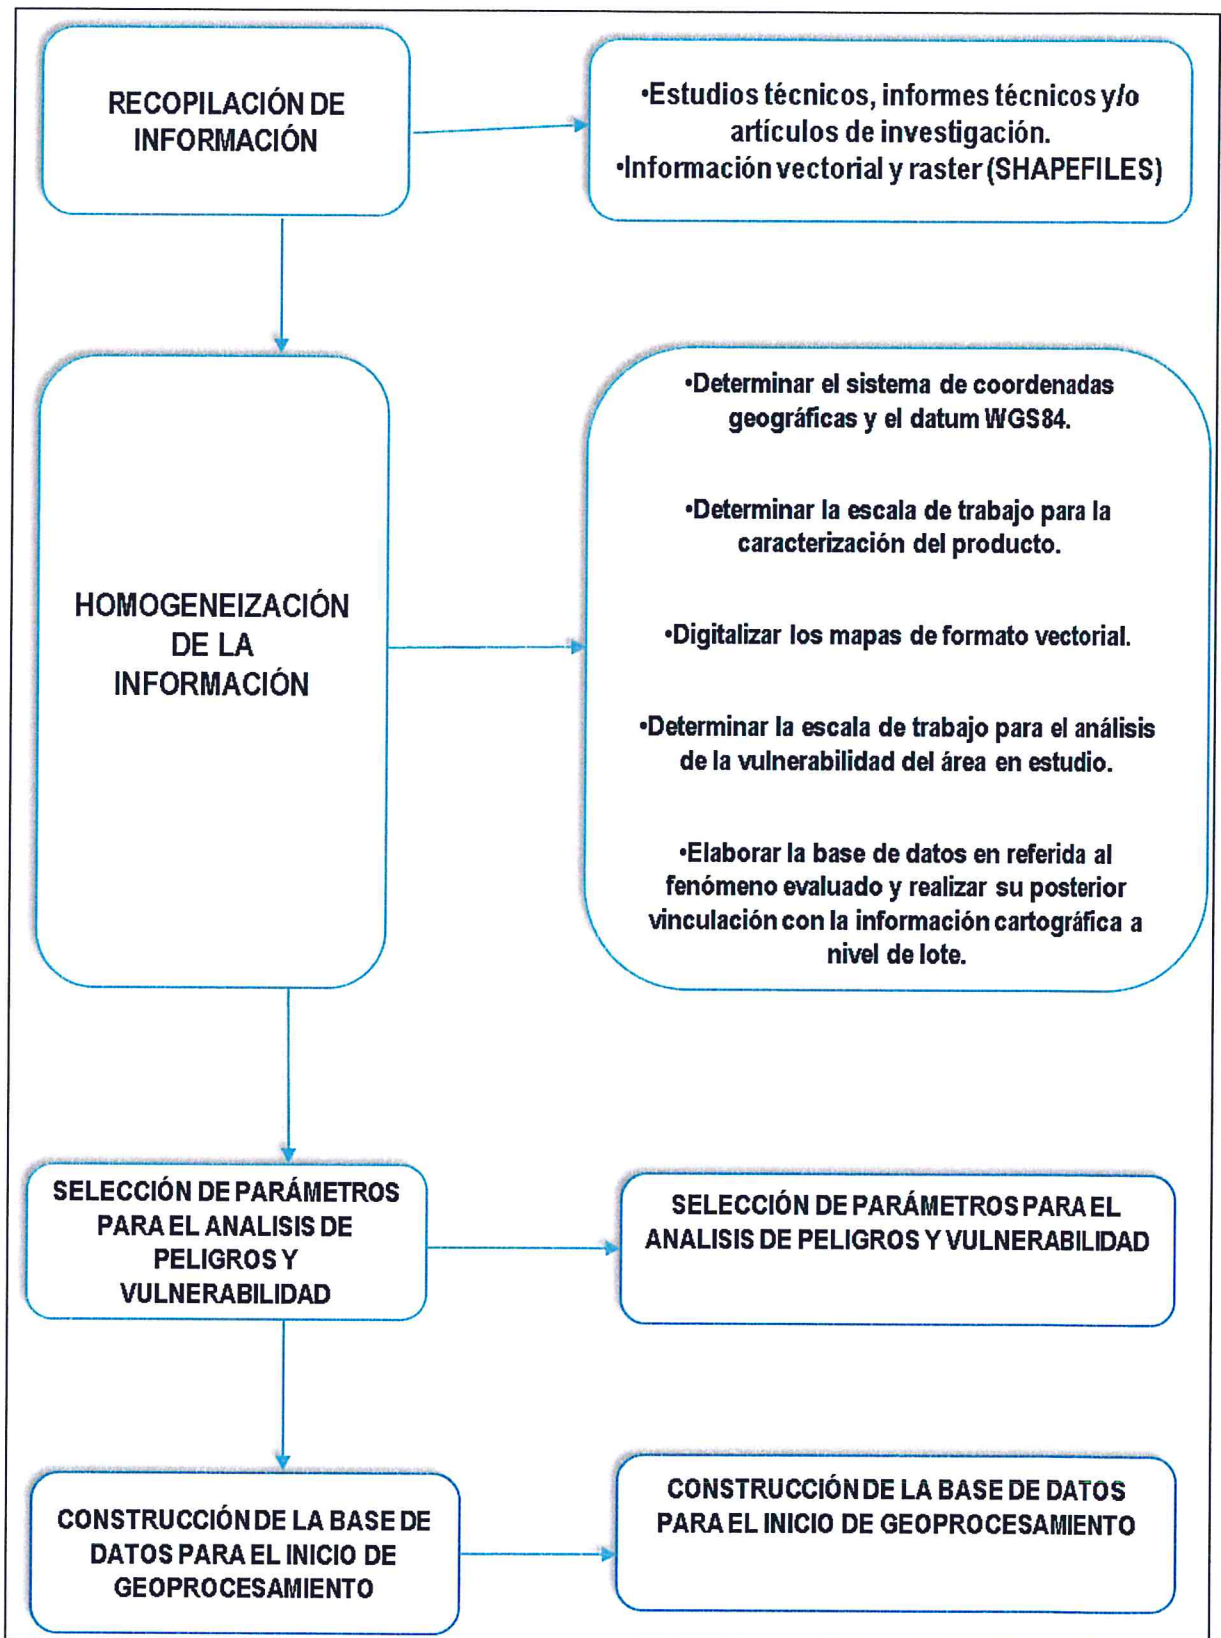 RECOPILACIÓN DE
INFORMACIÓN
•Estudios técnicos, informes técnicos y/o
artículos de investigación.
•Información vectorial y raster (SHAPEFILES)
HOMOGENEIZACIÓN
DE LA
INFORMACIÓN
•Determinar el sistema de coordenadas
geográficas y el datum WGS84.
•Determinar la escala de trabajo para la
caracterización del producto.
•Digitalizar los mapas de formato vectorial.
•Determinar la escala de trabajo para el análisis
de la vulnerabilidad del área en estudio.
•Elaborar la base de datos en referida al
fenómeno evaluado y realizar su posterior
vinculación con la información cartográfica a
nivel de lote.
SELECCIÓN DE PARÁMETROS
PARA EL ANALISIS DE
PELIGROS Y
VULNERABILIDAD
SELECCIÓN DE PARÁMETROS PARA EL
ANALISIS DE PELIGROS Y VULNERABILIDAD
CONSTRUCCIÓN DE LA BASE DE
DATOS PARA EL INICIO DE
GEOPROCESAMIENTO
CONSTRUCCIÓN DE LA BASE DE DATOS
PARA EL INICIO DE GEOPROCESAMIENTO